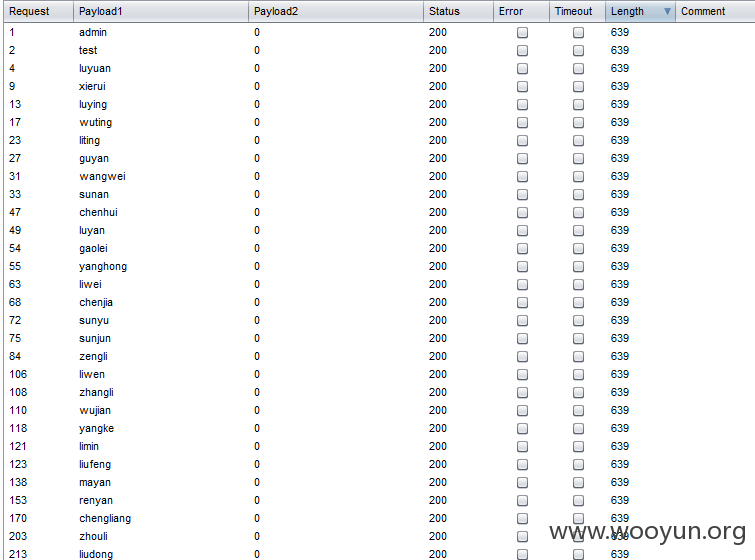 Request Payload1 Payload2 Status Error Timeout Length Comment
1 admin 0 200 639
2 test 0 200 639
4 luyuan 0 200 639
9 xierui 0 200 639
13 luying 0 200 639
17 wuting 0 200 639
23 liting 0 200 639
27 guyan 0 200 639
31 wangwei 0 200 639
33 sunan 0 200 639
47 chenhui 0 200 639
49 luyan 0 200 639
54 gaolei 0 200 639
55 yanghong 0 200 639
63 liwei 0 200 639
68 chenjia 0 200 639
72 sunyu 0 200 639
75 sunjun 0 200 639
84 zengli 0 200 639
106 liwen 0 200 639
108 zhangli 0 200 639
110 wujian 0 200 639
118 yangke 0 200 639
121 limin 0 200 639
123 liufeng 0 200 639
138 mayan 0 200 639
153 renyan 0 200 639
170 chengliang 0 200 639
203 zhouli 0 200 639
213 liudong 0 200 639
www.wooyun.org